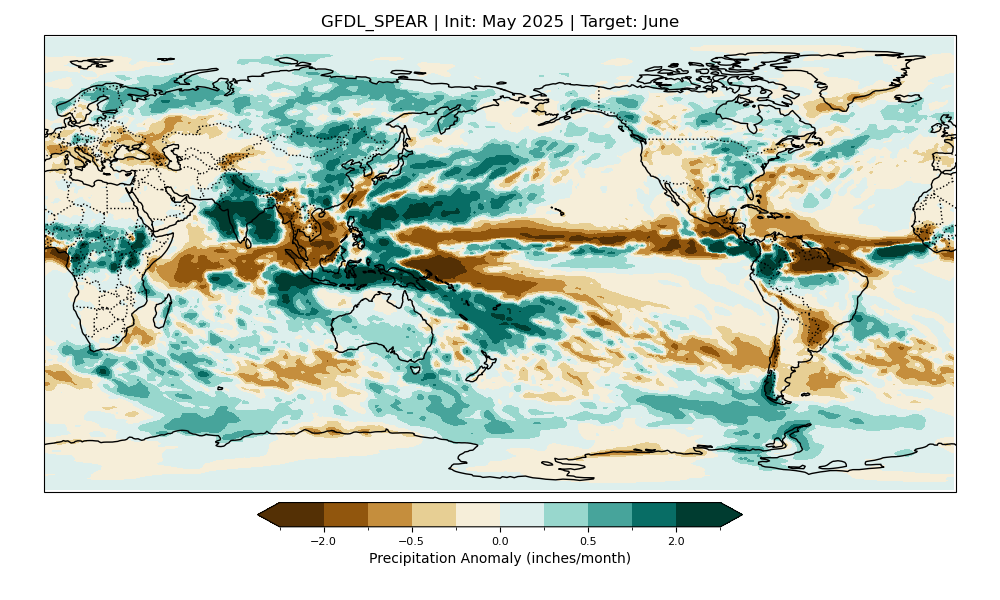 GFDL_SPEAR | Init: May 2025 | Target: June
−2.0 −0.5 0.0 0.5 2.0
Precipitation Anomaly (inches/month)